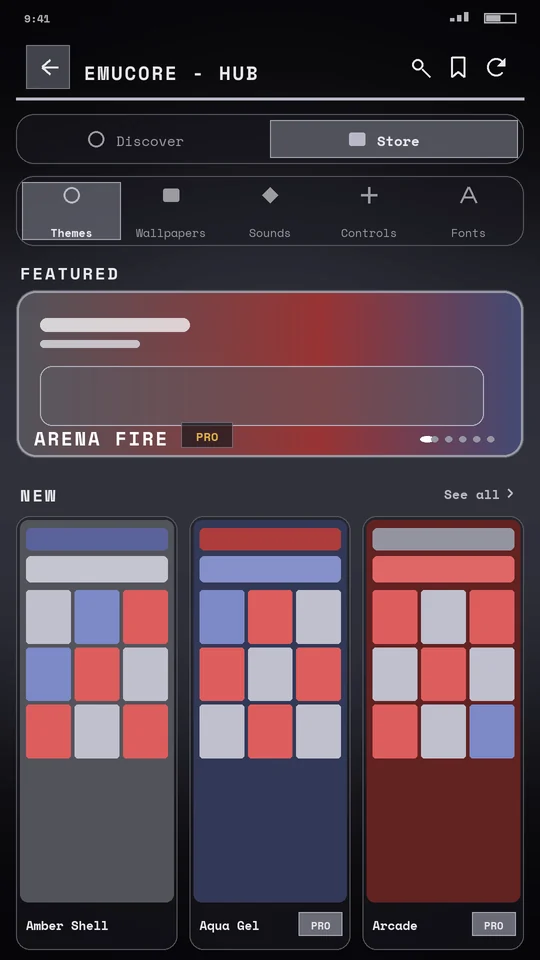 9:41
EMUCORE - HUB
Discover
Store
Themes
Wallpapers
Sounds
Controls
Fonts
FEATURED
ARENA FIRE
PRO
NEW
See all
Amber Shell
Aqua Gel
PRO
Arcade
PRO